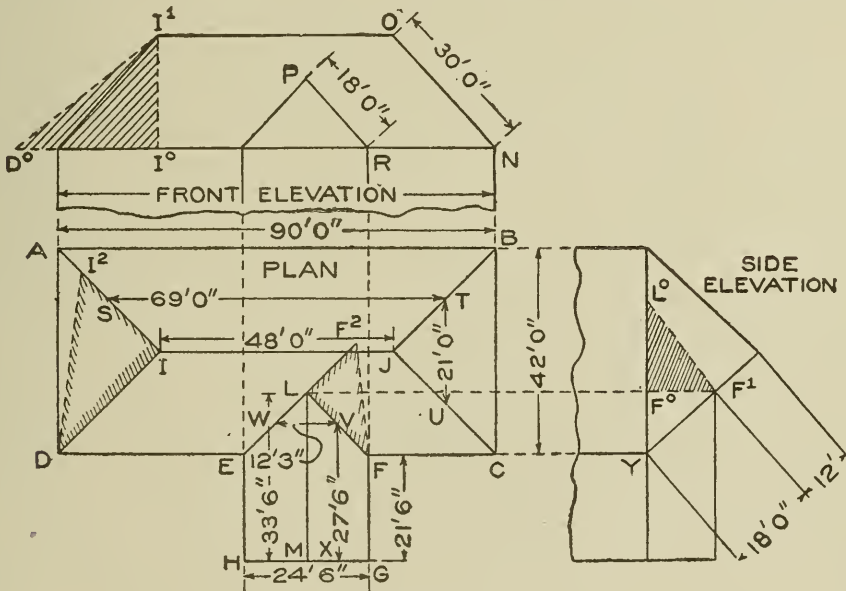 I¹
O
30'0"
P
18'0"
D°
I°
R
N
FRONT ELEVATION
90'0"
A
B
I²
PLAN
SIDE
ELEVATION
S
69'0"
T
L°
48'0"
F²
42'0"
I
J
21'0"
L
F°
F¹
W
V
U
D
E
12'3"
F
C
Y
12'
33'6"
27'6"
21'6"
18'0"
H
M
X
G
24'6"